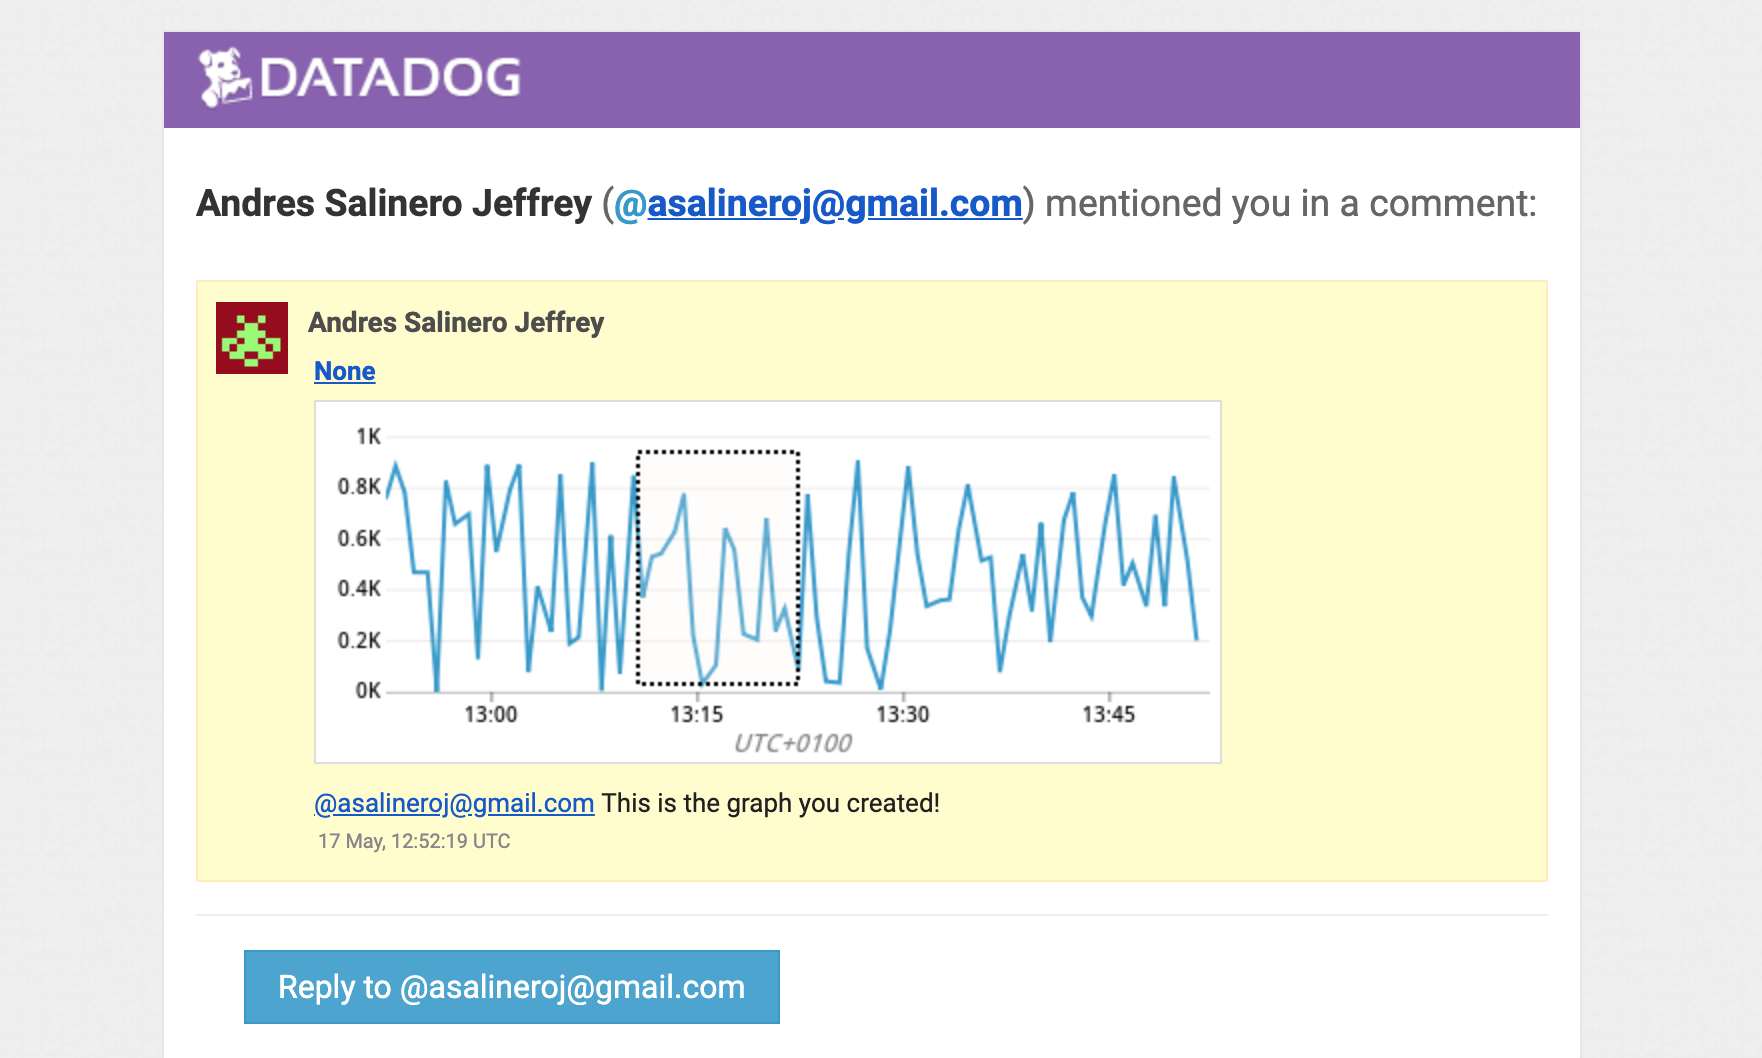 DATADOG
Andres Salinero Jeffrey (@asalineroj@gmail.com) mentioned you in a comment:
Andres Salinero Jeffrey
None
1K
0.8K
0.6K
0.4K
0.2K
0K
13:00 13:15 13:30 13:45
UTC+0100
@asalineroj@gmail.com This is the graph you created!
17 May, 12:52:19 UTC
Reply to @asalineroj@gmail.com